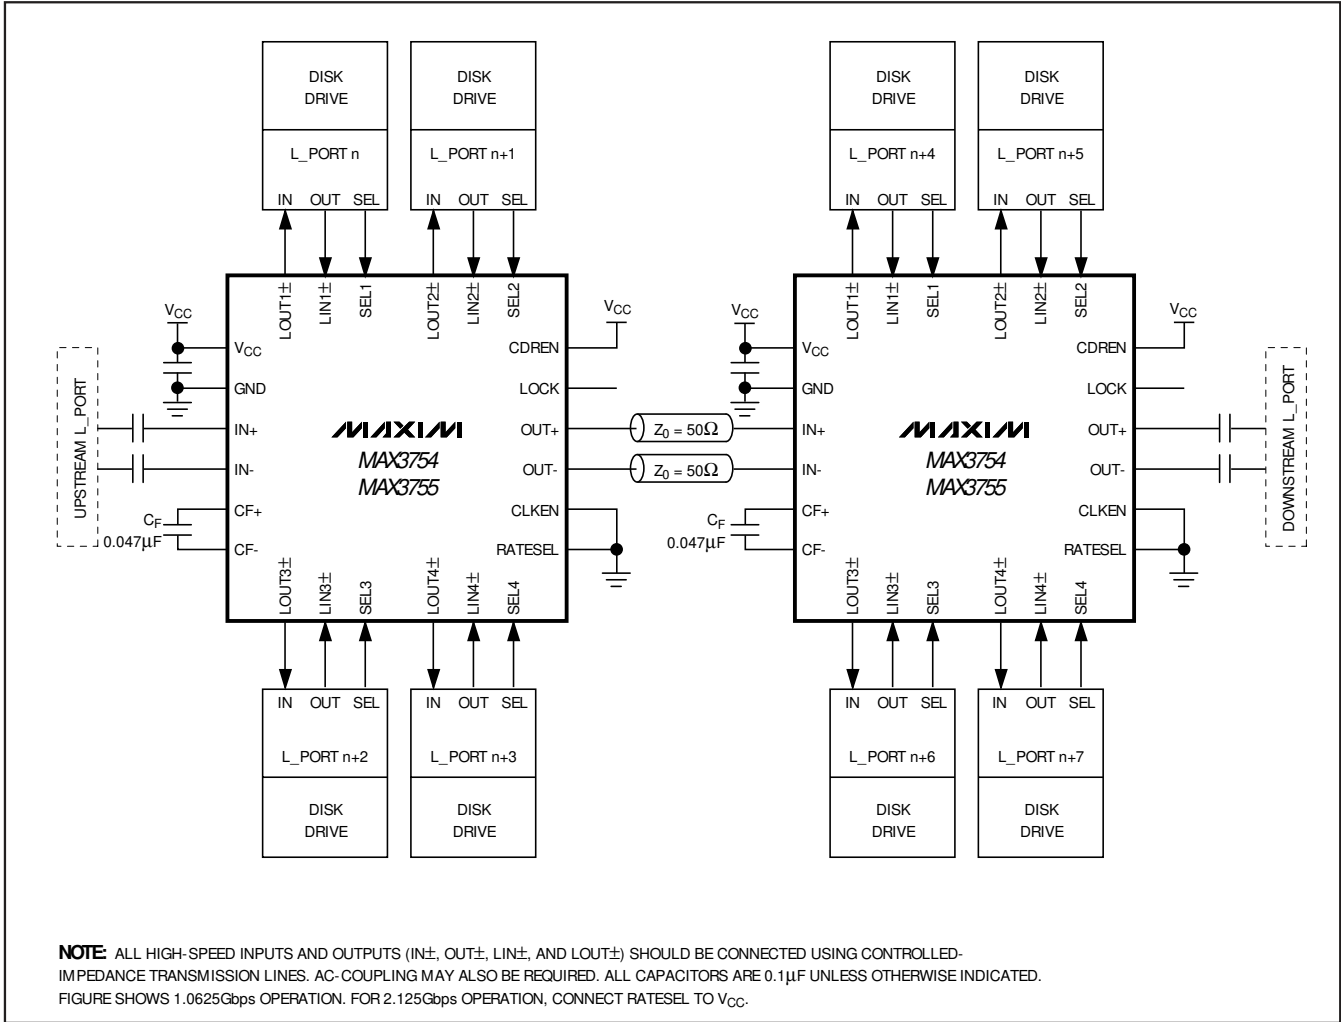 DISK
DRIVE
L_PORT n
IN OUT SEL
DISK
DRIVE
L_PORT n+1
IN OUT SEL
DISK
DRIVE
L_PORT n+4
IN OUT SEL
DISK
DRIVE
L_PORT n+5
IN OUT SEL
UPSTREAM L_PORT
VCC
CF
0.047µF
LOUT1±
LIN1±
SEL1
LOUT2±
LIN2±
SEL2
VCC
GND
IN+
IN-
CF+
CF-
MAXIM
MAX3754
MAX3755
CDREN
LOCK
OUT+
OUT-
CLKEN
RATESEL
LOUT3±
LIN3±
SEL3
LOUT4±
LIN4±
SEL4
VCC
Z0 = 50Ω
Z0 = 50Ω
VCC
CF
0.047µF
LOUT1±
LIN1±
SEL1
LOUT2±
LIN2±
SEL2
VCC
GND
IN+
IN-
CF+
CF-
MAXIM
MAX3754
MAX3755
CDREN
LOCK
OUT+
OUT-
CLKEN
RATESEL
LOUT3±
LIN3±
SEL3
LOUT4±
LIN4±
SEL4
VCC
DOWNSTREAM L_PORT
IN OUT SEL
L_PORT n+2
DISK
DRIVE
IN OUT SEL
L_PORT n+3
DISK
DRIVE
IN OUT SEL
L_PORT n+6
DISK
DRIVE
IN OUT SEL
L_PORT n+7
DISK
DRIVE
NOTE: ALL HIGH-SPEED INPUTS AND OUTPUTS (IN±, OUT±, LIN±, AND LOUT±) SHOULD BE CONNECTED USING CONTROLLED-
IMPEDANCE TRANSMISSION LINES. AC-COUPLING MAY ALSO BE REQUIRED. ALL CAPACITORS ARE 0.1µF UNLESS OTHERWISE INDICATED.
FIGURE SHOWS 1.0625Gbps OPERATION. FOR 2.125Gbps OPERATION, CONNECT RATESEL TO VCC.